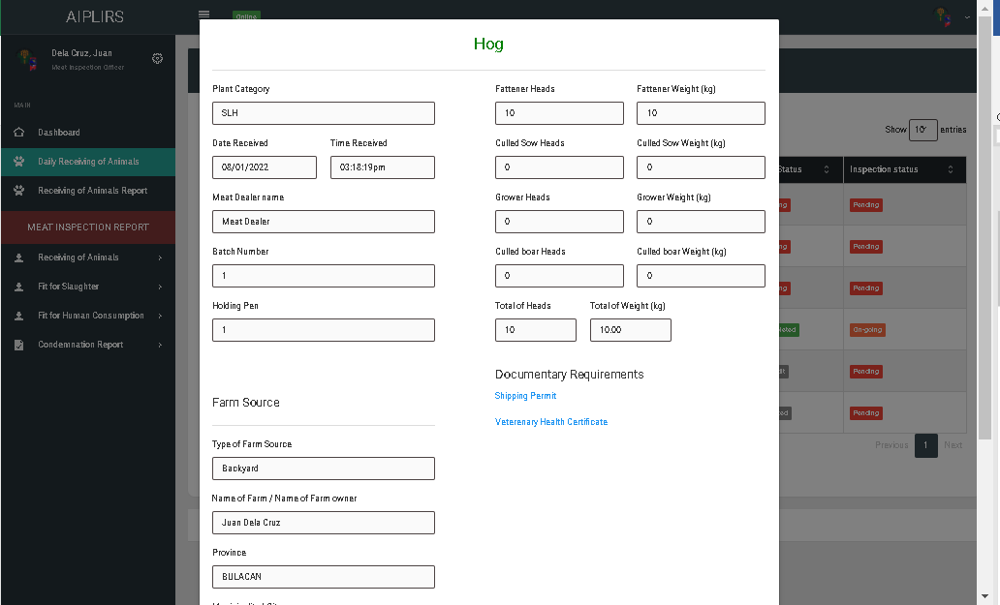 AIPLIRS
Online
Dela Cruz, Juan
Meat Inspection Officer
MAIN
Dashboard
Daily Receiving of Animals
Receiving of Animals Report
MEAT INSPECTION REPORT
Receiving of Animals
Fit for Slaughter
Fit for Human Consumption
Condemnation Report
Hog
Plant Category
SLH
Date Received Time Received
08/01/2022 03:18:19pm
Meat Dealer name
Meat Dealer
Batch Number
1
Holding Pen
1
Farm Source
Type of Farm Source
Backyard
Name of Farm / Name of Farm owner
Juan Dela Cruz
Province
BULACAN
Fattener Heads Fattener Weight (kg)
10 10
Culled Sow Heads Culled Sow Weight (kg)
0 0
Grower Heads Grower Weight (kg)
0 0
Culled boar Heads Culled boar Weight (kg)
0 0
Total of Heads Total of Weight (kg)
10 10.00
Documentary Requirements
Shipping Permit
Veterenary Health Certificate
Show 10 entries
Status Inspection status
Pending
Pending
Pending
On-going
Pending
Pending
Previous 1 Next